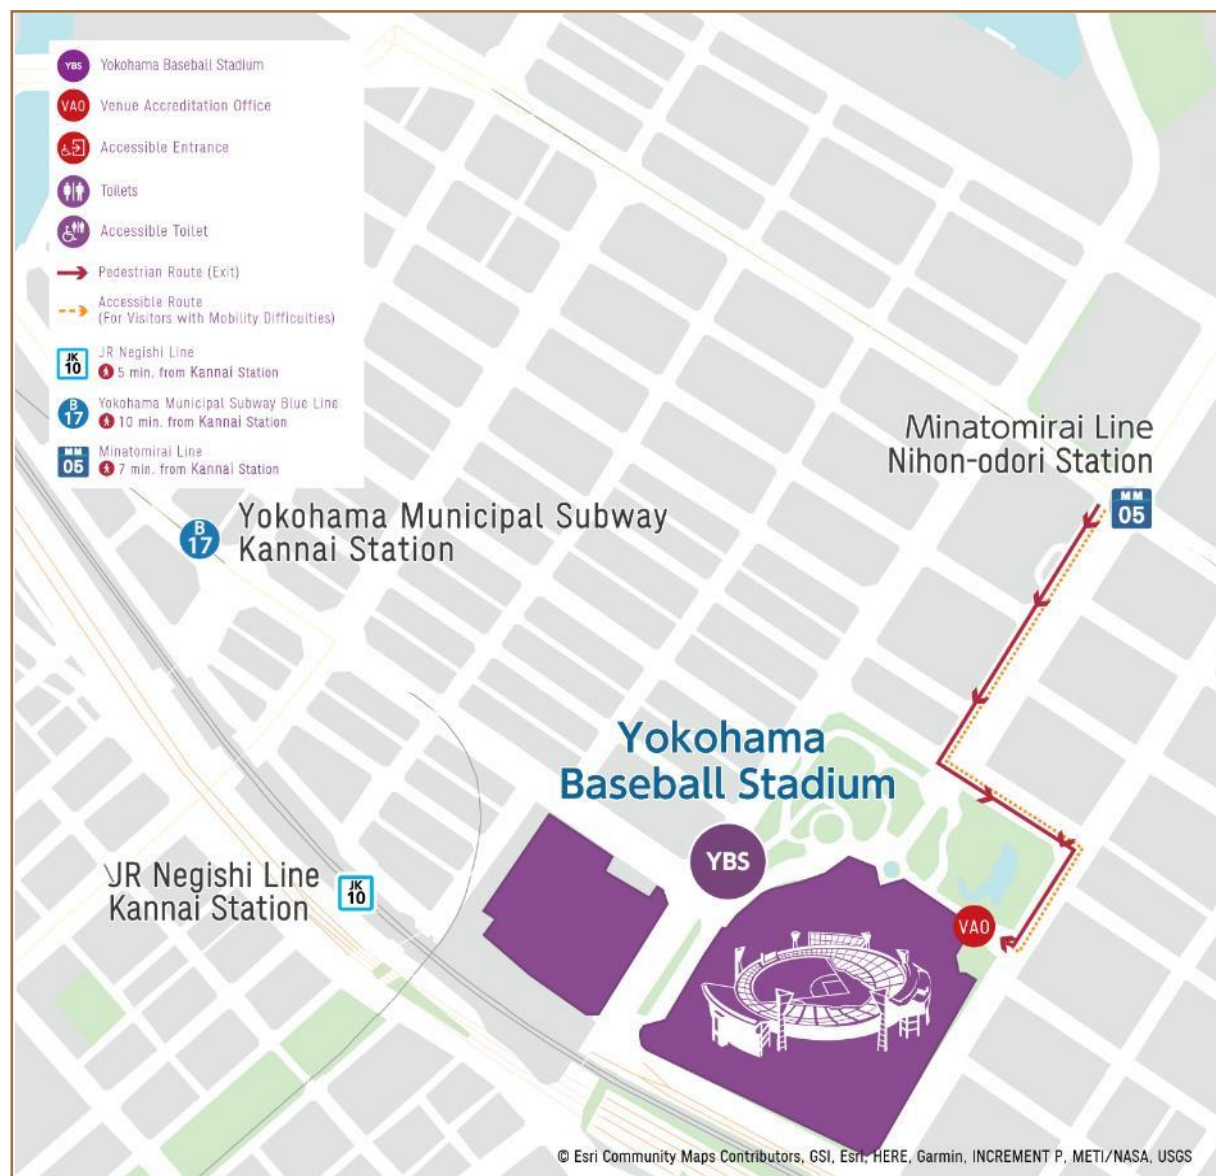 YBS Yokohama Baseball Stadium
VAO Venue Accreditation Office
Accessible Entrance
Toilets
Accessible Toilet
Pedestrian Route (Exit)
Accessible Route
(For Visitors with Mobility Difficulties)
JK
10
JR Negishi Line
5 min. from Kannai Station
B
17
Yokohama Municipal Subway Blue Line
10 min. from Kannai Station
MM
05
Minatomirai Line
7 min. from Kannai Station
Minatomirai Line
Nihon-odori Station
MM
05
B
17
Yokohama Municipal Subway
Kannai Station
Yokohama
Baseball Stadium
YBS
JR Negishi Line
Kannai Station
JK
10
VAO
© Esri Community Maps Contributors, GSI, Esri, HERE, Garmin, INCREMENT P, METI/NASA, USGS